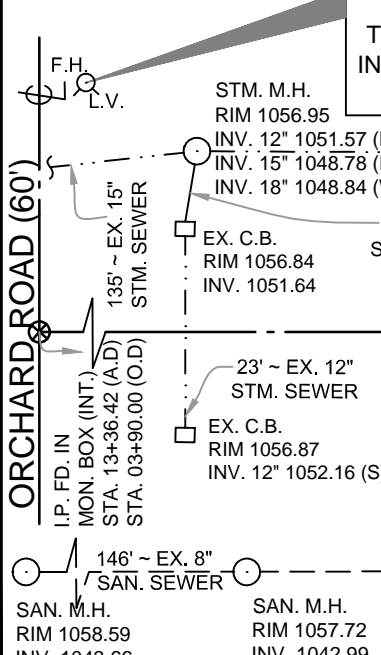 T
IN
F.H.
L.V.
STM. M.H.
RIM 1056.95
INV. 12" 1051.57
INV. 15" 1048.78
INV. 18" 1048.84
135' ~ EX. 15"
STM. SEWER
EX. C.B.
RIM 1056.84
INV. 1051.64
S
ORCHARD ROAD (60')
23' ~ EX. 12"
STM. SEWER
EX. C.B.
RIM 1056.87
INV. 12" 1052.16 (S
I.P. FD. IN
MON. BOX (INT.)
STA. 13+36.42 (A.D)
STA. 03+90.00 (O.D)
146' ~ EX. 8"
SAN. SEWER
SAN. M.H.
RIM 1058.59
SAN. M.H.
RIM 1057.72
INV. 1042.99